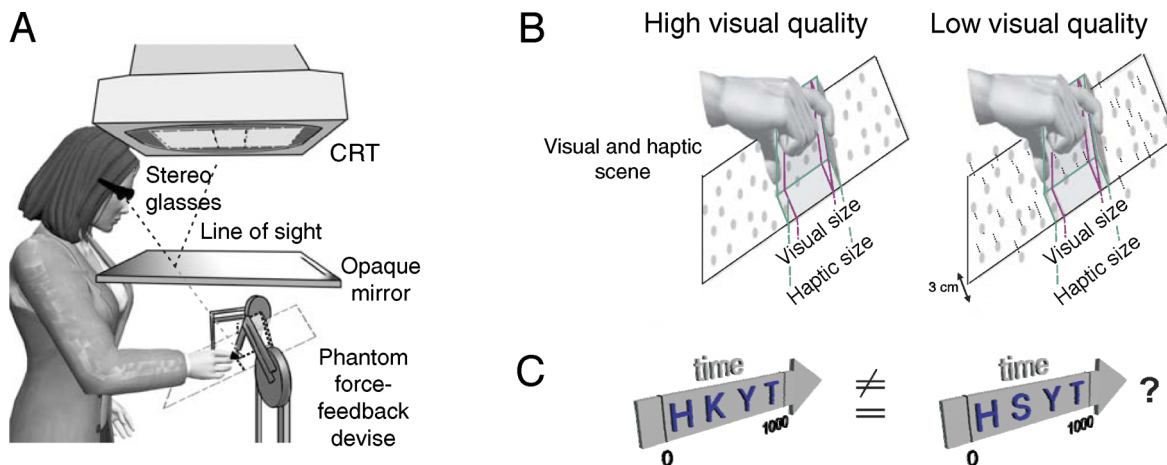 A
CRT
Stereo
glasses
Line of sight
Opaque
mirror
Phantom
force-
feedback
devise
B
High visual quality
Low visual quality
Visual and haptic
scene
Visual size
Haptic size
Visual size
Haptic size
3 cm
C
time
H K Y T
0
1000
≠
=
time
H S Y T
0
1000
?